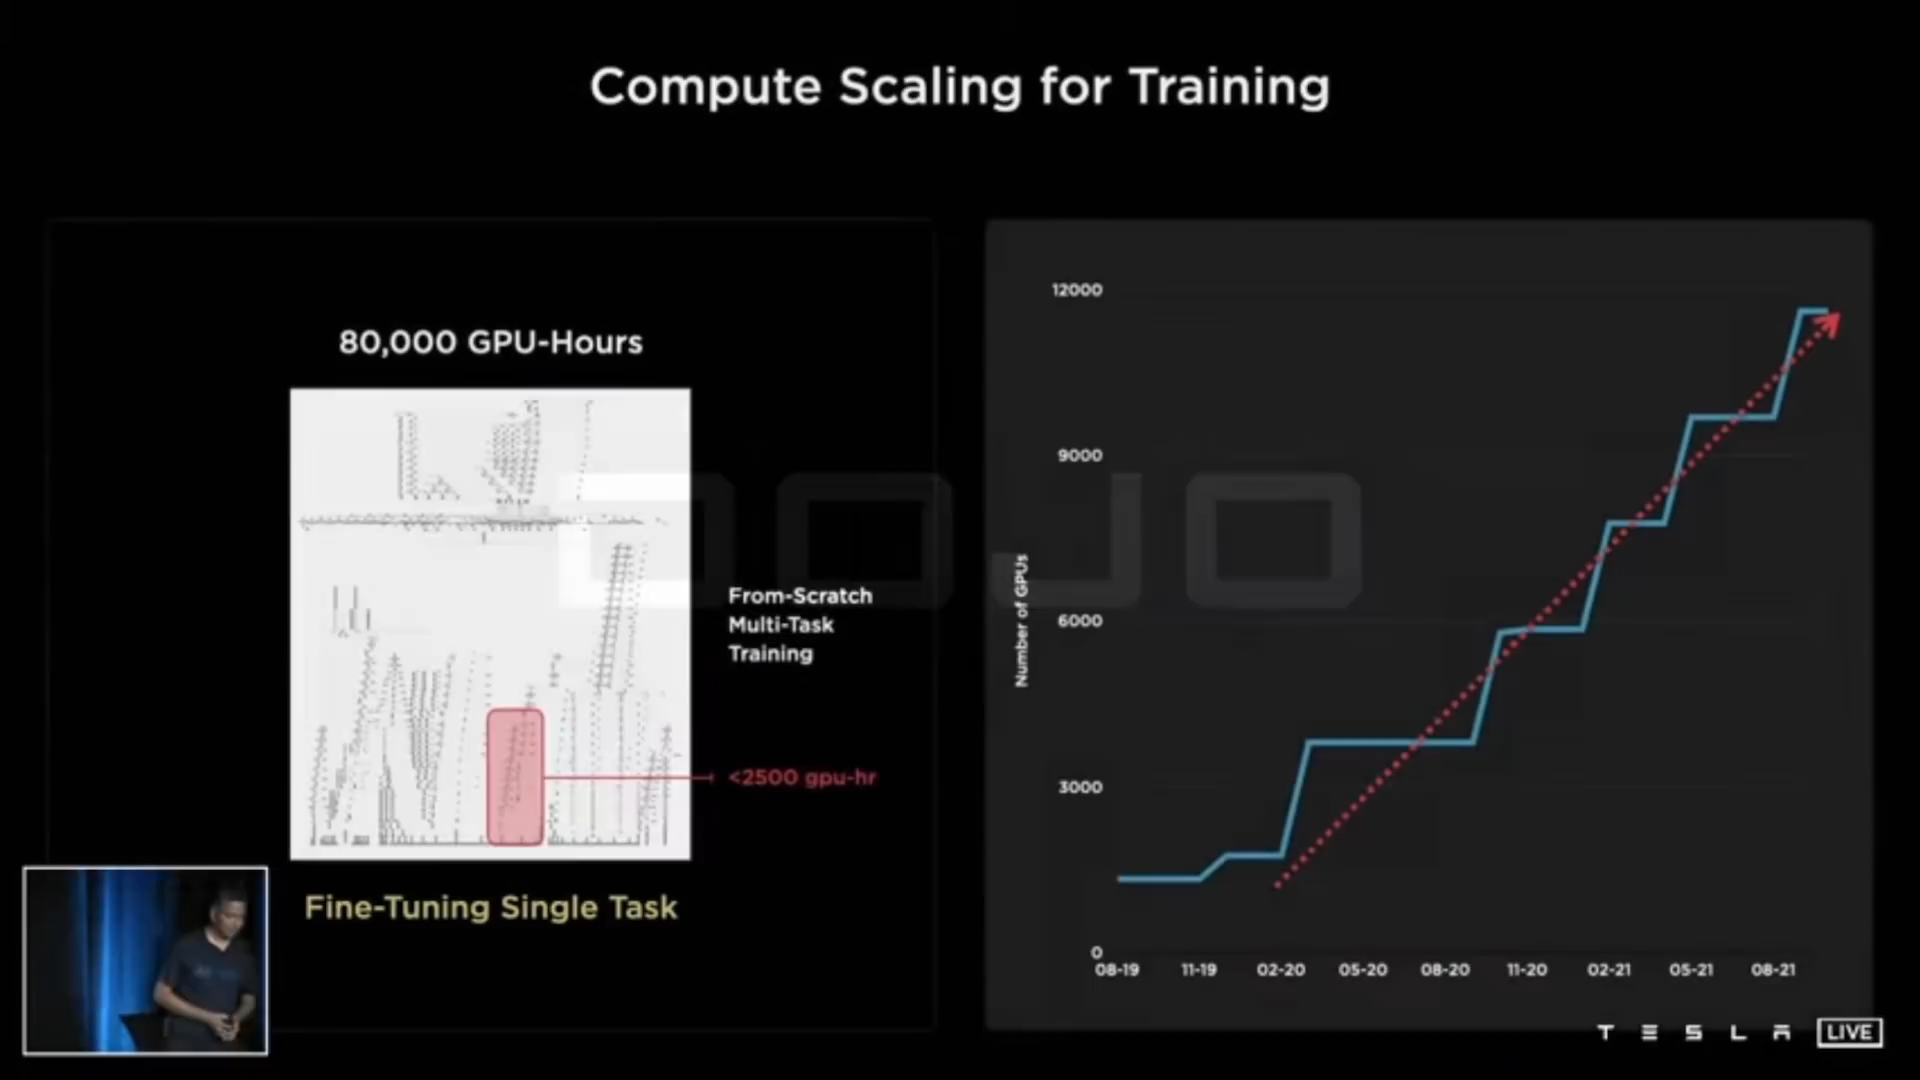 Compute Scaling for Training
80,000 GPU-Hours
From-Scratch
Multi-Task
Training
<2500 gpu-hr
Fine-Tuning Single Task
DOJO
Number of GPUs
12000
9000
6000
3000
0
08-19 11-19 02-20 05-20 08-20 11-20 02-21 05-21 08-21
TESLA LIVE